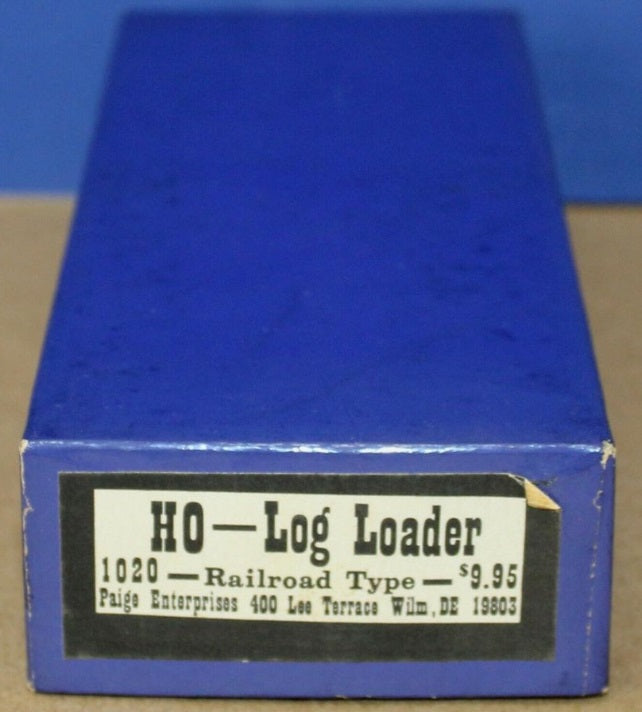 HO—Log Loader
1020—Railroad Type—$9.95
Paige Enterprises 400 Lee Terrace Wilm, DE 19803